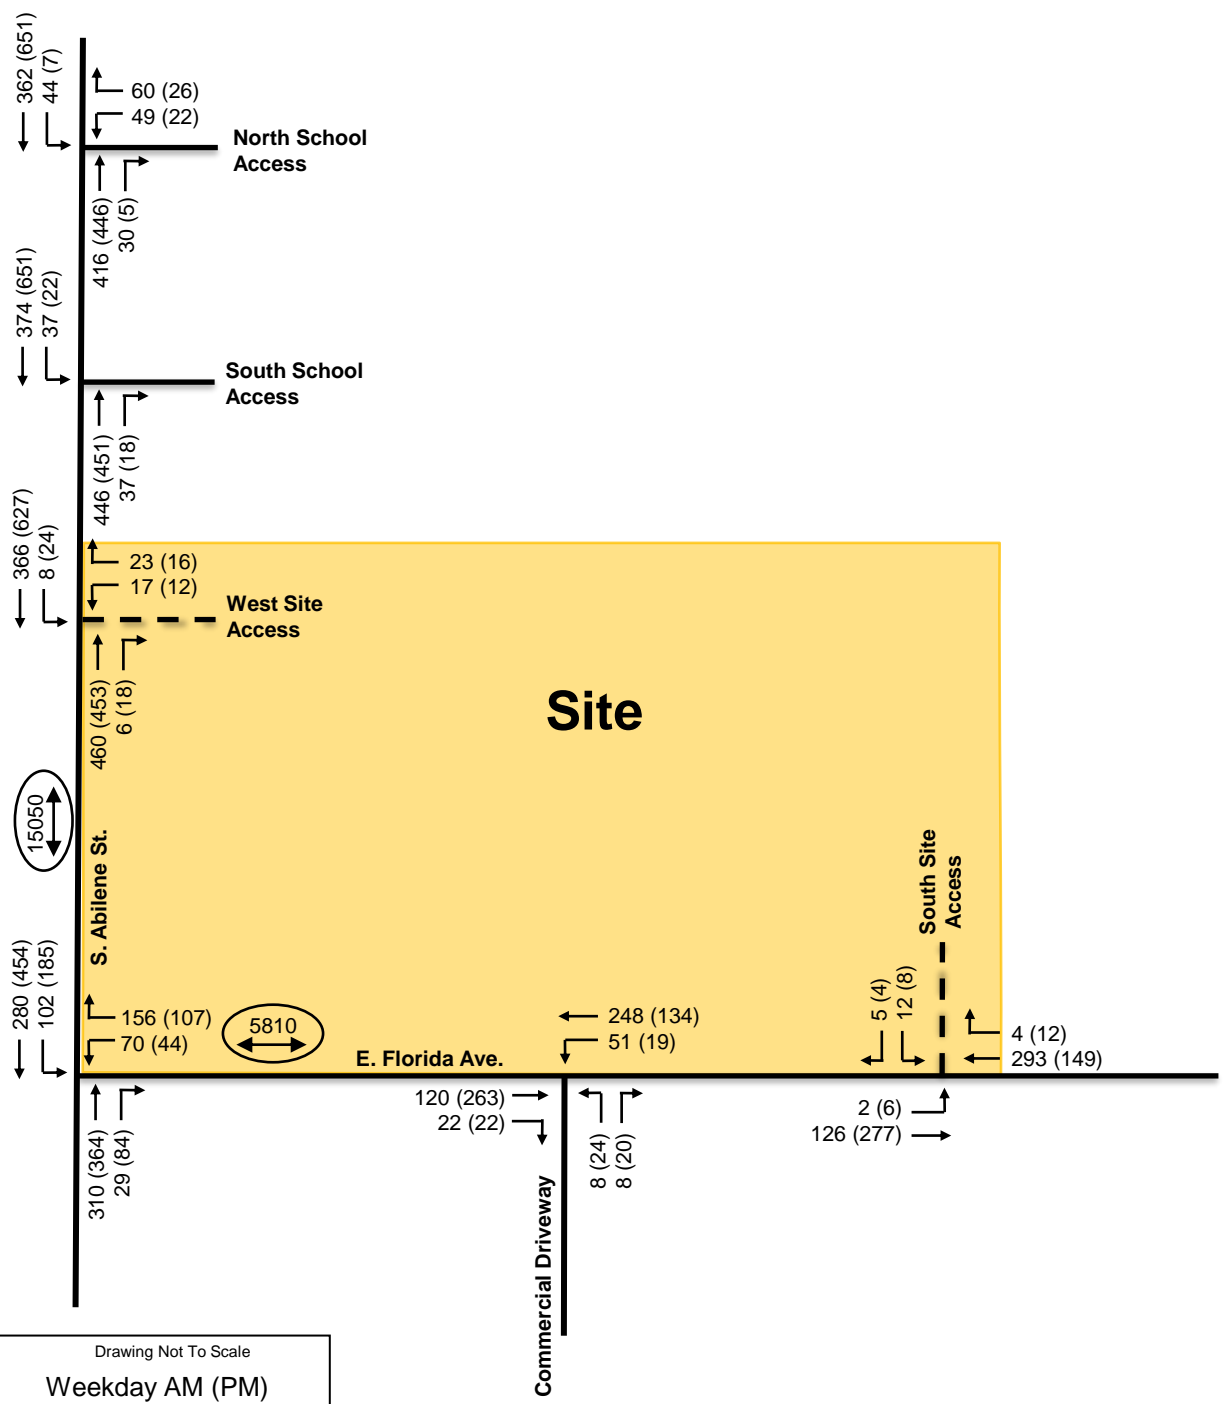 362 (651)
44 (7)
60 (26)
49 (22)
North School
Access
416 (446)
30 (5)
374 (651)
37 (22)
South School
Access
446 (451)
37 (18)
366 (627)
8 (24)
23 (16)
17 (12)
West Site
Access
460 (453)
6 (18)
Site
15050
S. Abilene St.
South Site
Access
280 (454)
102 (185)
156 (107)
70 (44)
5810
E. Florida Ave.
248 (134)
51 (19)
5 (4)
12 (8)
4 (12)
293 (149)
310 (364)
29 (84)
120 (263)
22 (22)
8 (24)
8 (20)
2 (6)
126 (277)
Commercial Driveway
Drawing Not To Scale
Weekday AM (PM)